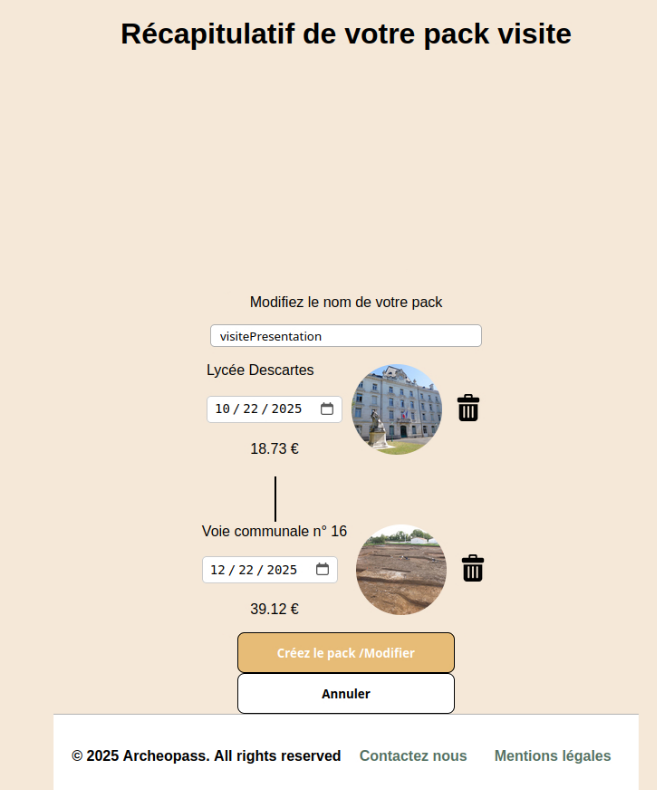 Récapitulatif de votre pack visite
Modifiez le nom de votre pack
visitePresentation
Lycée Descartes
10/22/2025
18.73 €
Voie communale n° 16
12/22/2025
39.12 €
Créez le pack /Modifier
Annuler
© 2025 Archeopass. All rights reserved Contactez nous Mentions légales